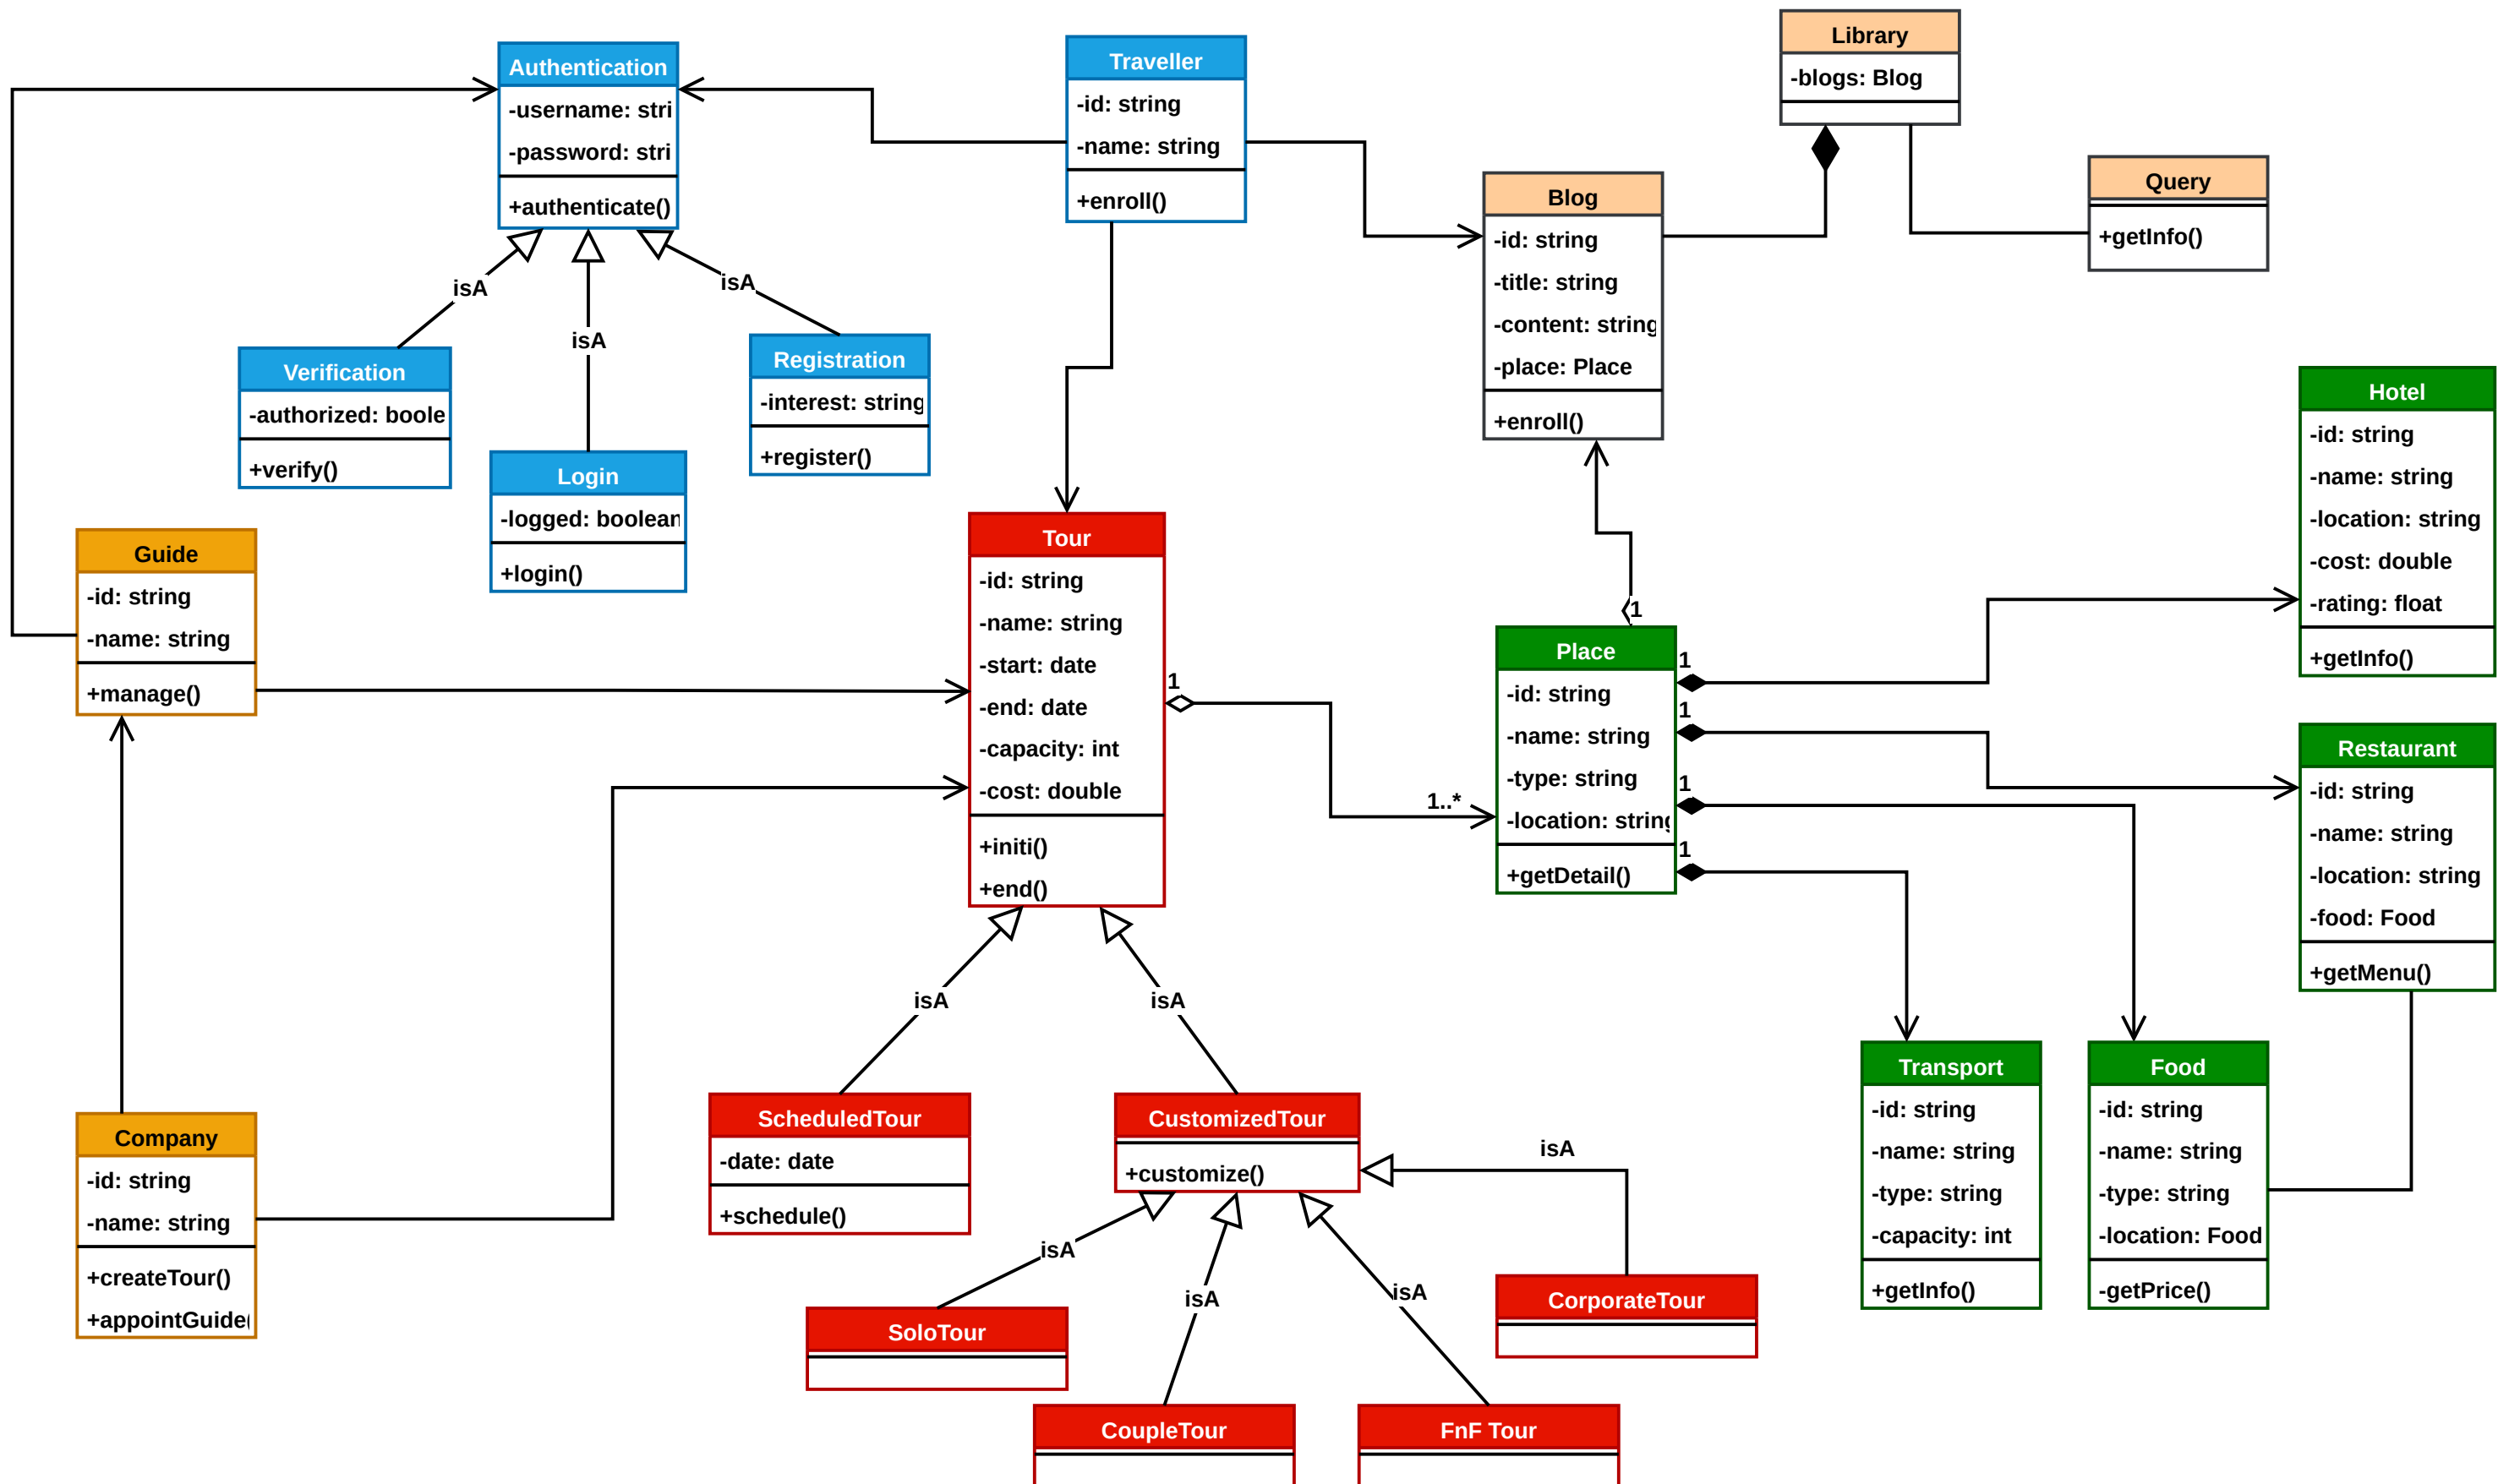 Authentication
-username: stri
-password: stri
+authenticate()
Traveller
-id: string
-name: string
+enroll()
Library
-blogs: Blog
Query
+getInfo()
Blog
-id: string
-title: string
-content: string
-place: Place
+enroll()
isA
isA
isA
Verification
-authorized: boole
+verify()
Login
-logged: boolean
+login()
Registration
-interest: string
+register()
Hotel
-id: string
-name: string
-location: string
-cost: double
-rating: float
+getInfo()
Guide
-id: string
-name: string
+manage()
Tour
-id: string
-name: string
-start: date
-end: date
-capacity: int
-cost: double
+initi()
+end()
1
1..*
1
Place
-id: string
-name: string
-type: string
-location: string
+getDetail()
1
1
1
1
Restaurant
-id: string
-name: string
-location: string
-food: Food
+getMenu()
isA
isA
Company
-id: string
-name: string
+createTour()
+appointGuide(
ScheduledTour
-date: date
+schedule()
CustomizedTour
+customize()
isA
Transport
-id: string
-name: string
-type: string
-capacity: int
+getInfo()
Food
-id: string
-name: string
-type: string
-location: Food
-getPrice()
isA
isA
isA
SoloTour
CorporateTour
CoupleTour
FnF Tour